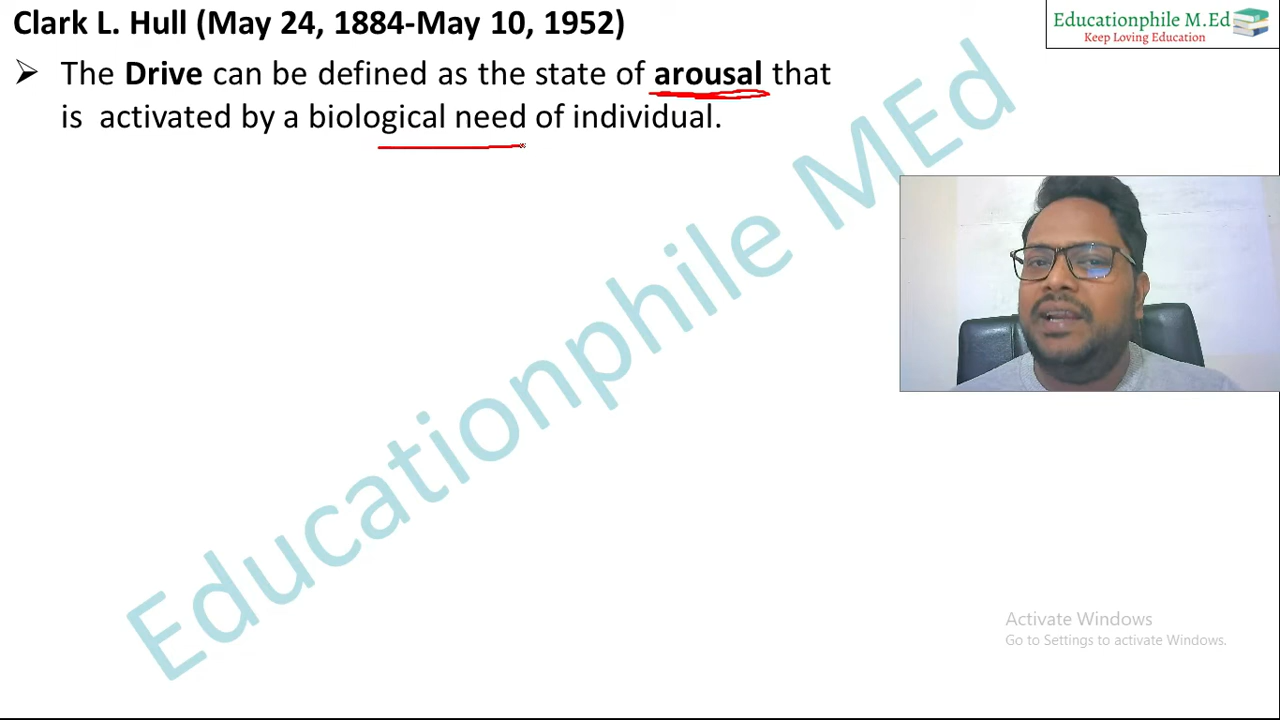 Clark L. Hull (May 24, 1884-May 10, 1952)
Educationphile M.Ed
Keep Loving Education
➢ The Drive can be defined as the state of arousal that
is activated by a biological need of individual.
Educationphile MEd
Activate Windows
Go to Settings to activate Windows.